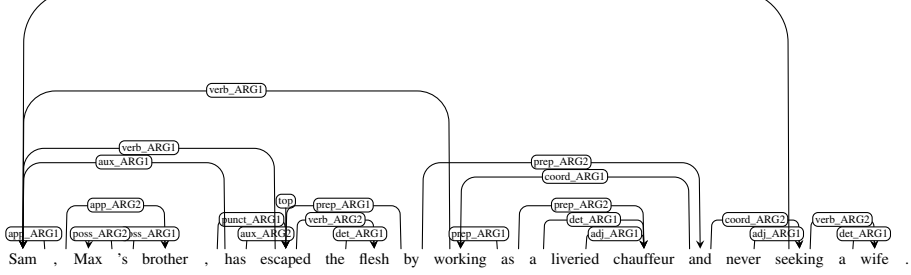 verb_ARG1
verb_ARG1
aux_ARG1 prep_ARG2
coord_ARG1
top
app_ARG2 prep_ARG1 prep_ARG2
punct_ARG1 verb_ARG2 det_ARG1 coord_ARG2 verb_ARG2
app_ARG1 poss_ARG2 poss_ARG1 aux_ARG2 det_ARG1 prep_ARG1 adj_ARG1 adj_ARG1 det_ARG1
Sam , Max 's brother , has escaped the flesh by working as a liveried chauffeur and never seeking a wife .